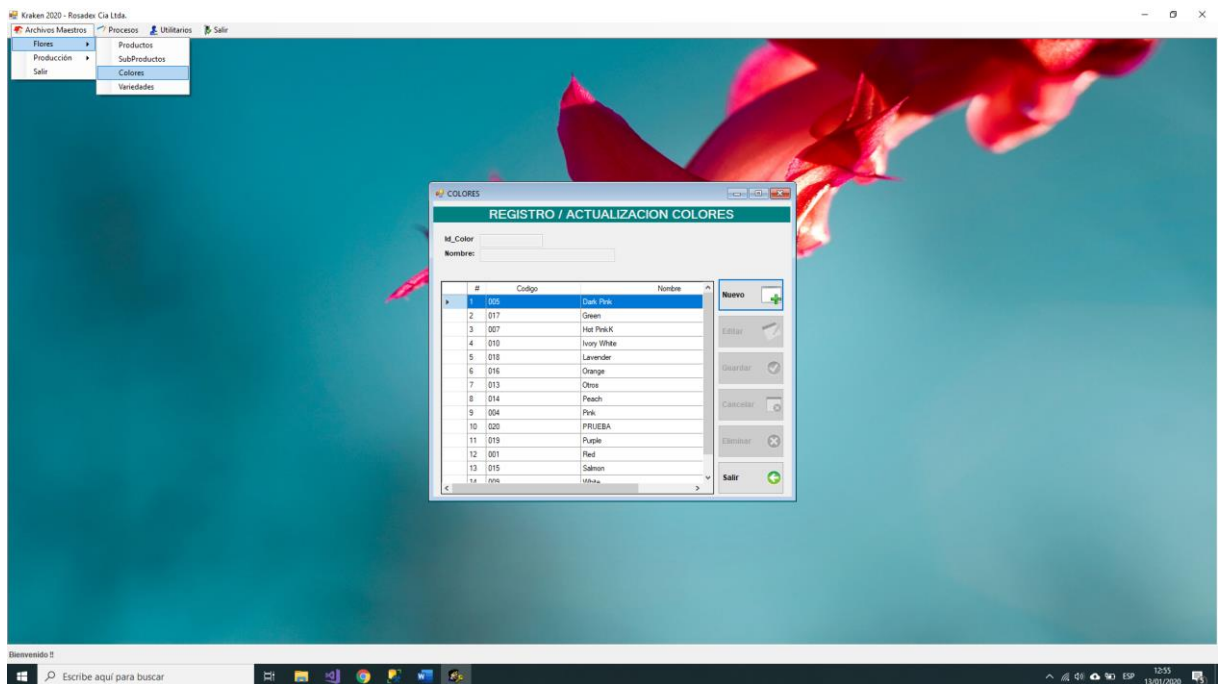 Kraken 2020 - Rosadex Cia Ltda.
Archivos Maestros Procesos Utilitarios Salir
Flores
Producción
Salir
Productos
SubProductos
Colores
Variedades
COLORES
REGISTRO / ACTUALIZACION COLORES
Id_Color
Nombre:
# Codigo Nombre
1 005 Dark Pink
2 017 Green
3 007 Hot PinkK
4 010 Ivory White
5 018 Lavender
6 016 Orange
7 013 Otros
8 014 Peach
9 004 Pink
10 020 PRUEBA
11 019 Purple
12 001 Red
13 015 Salmon
14 009 White
Nuevo
Editar
Guardar
Cancelar
Eliminar
Salir
Bienvenido !!
Escribe aquí para buscar
ESP
12:55
13/01/2020